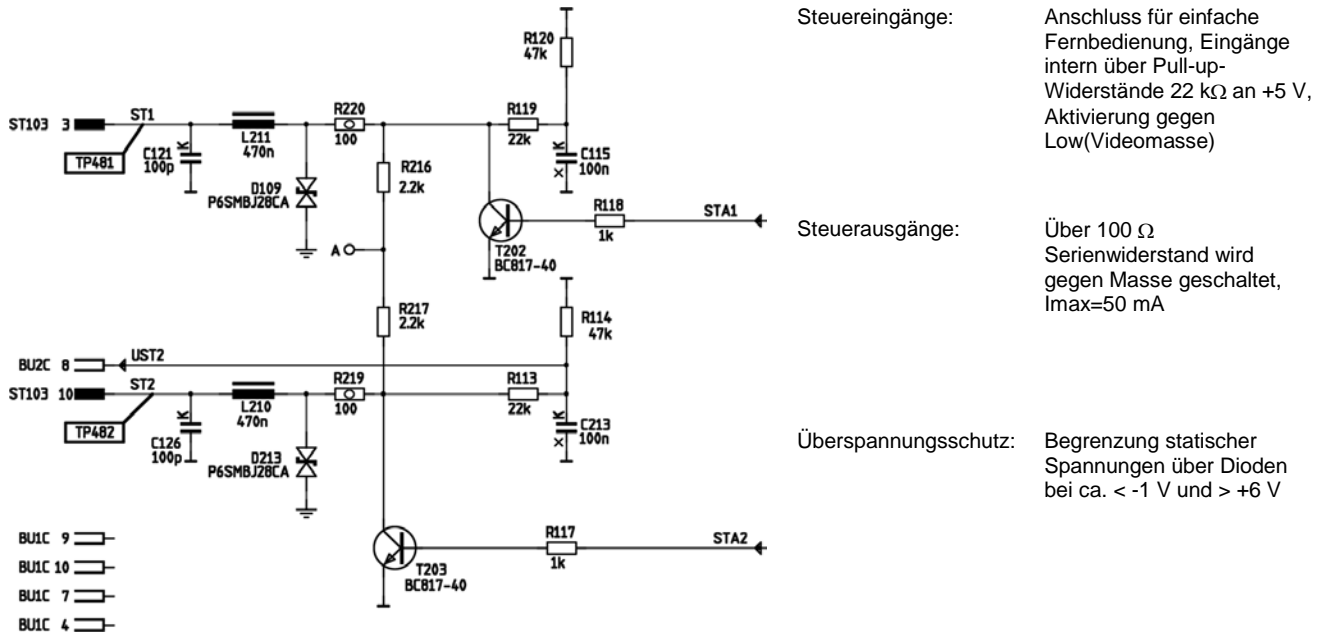 R120
47k
ST103 3
ST1
TP481
C121
100p
K
L211
470n
R220
100
D109
P6SMBJ28CA
R216
2.2k
R119
22k
K
C115
100n
X
R118
1k
STA1
T202
BC817-40
A
R217
2.2k
R114
47k
BU2C 8
UST2
ST103 10
ST2
TP482
C126
100p
K
L210
470n
R219
100
D213
P6SMBJ28CA
R113
22k
K
C213
100n
X
R117
1k
STA2
T203
BC817-40
BU1C 9
BU1C 10
BU1C 7
BU1C 4
Steuereingänge:
Anschluss für einfache
Fernbedienung, Eingänge
intern über Pull-up-
Widerstände 22 kΩ an +5 V,
Aktivierung gegen
Low(Videomasse)
Steuerausgänge:
Über 100 Ω
Serienwiderstand wird
gegen Masse geschaltet,
Imax=50 mA
Überspannungsschutz:
Begrenzung statischer
Spannungen über Dioden
bei ca. < -1 V und > +6 V